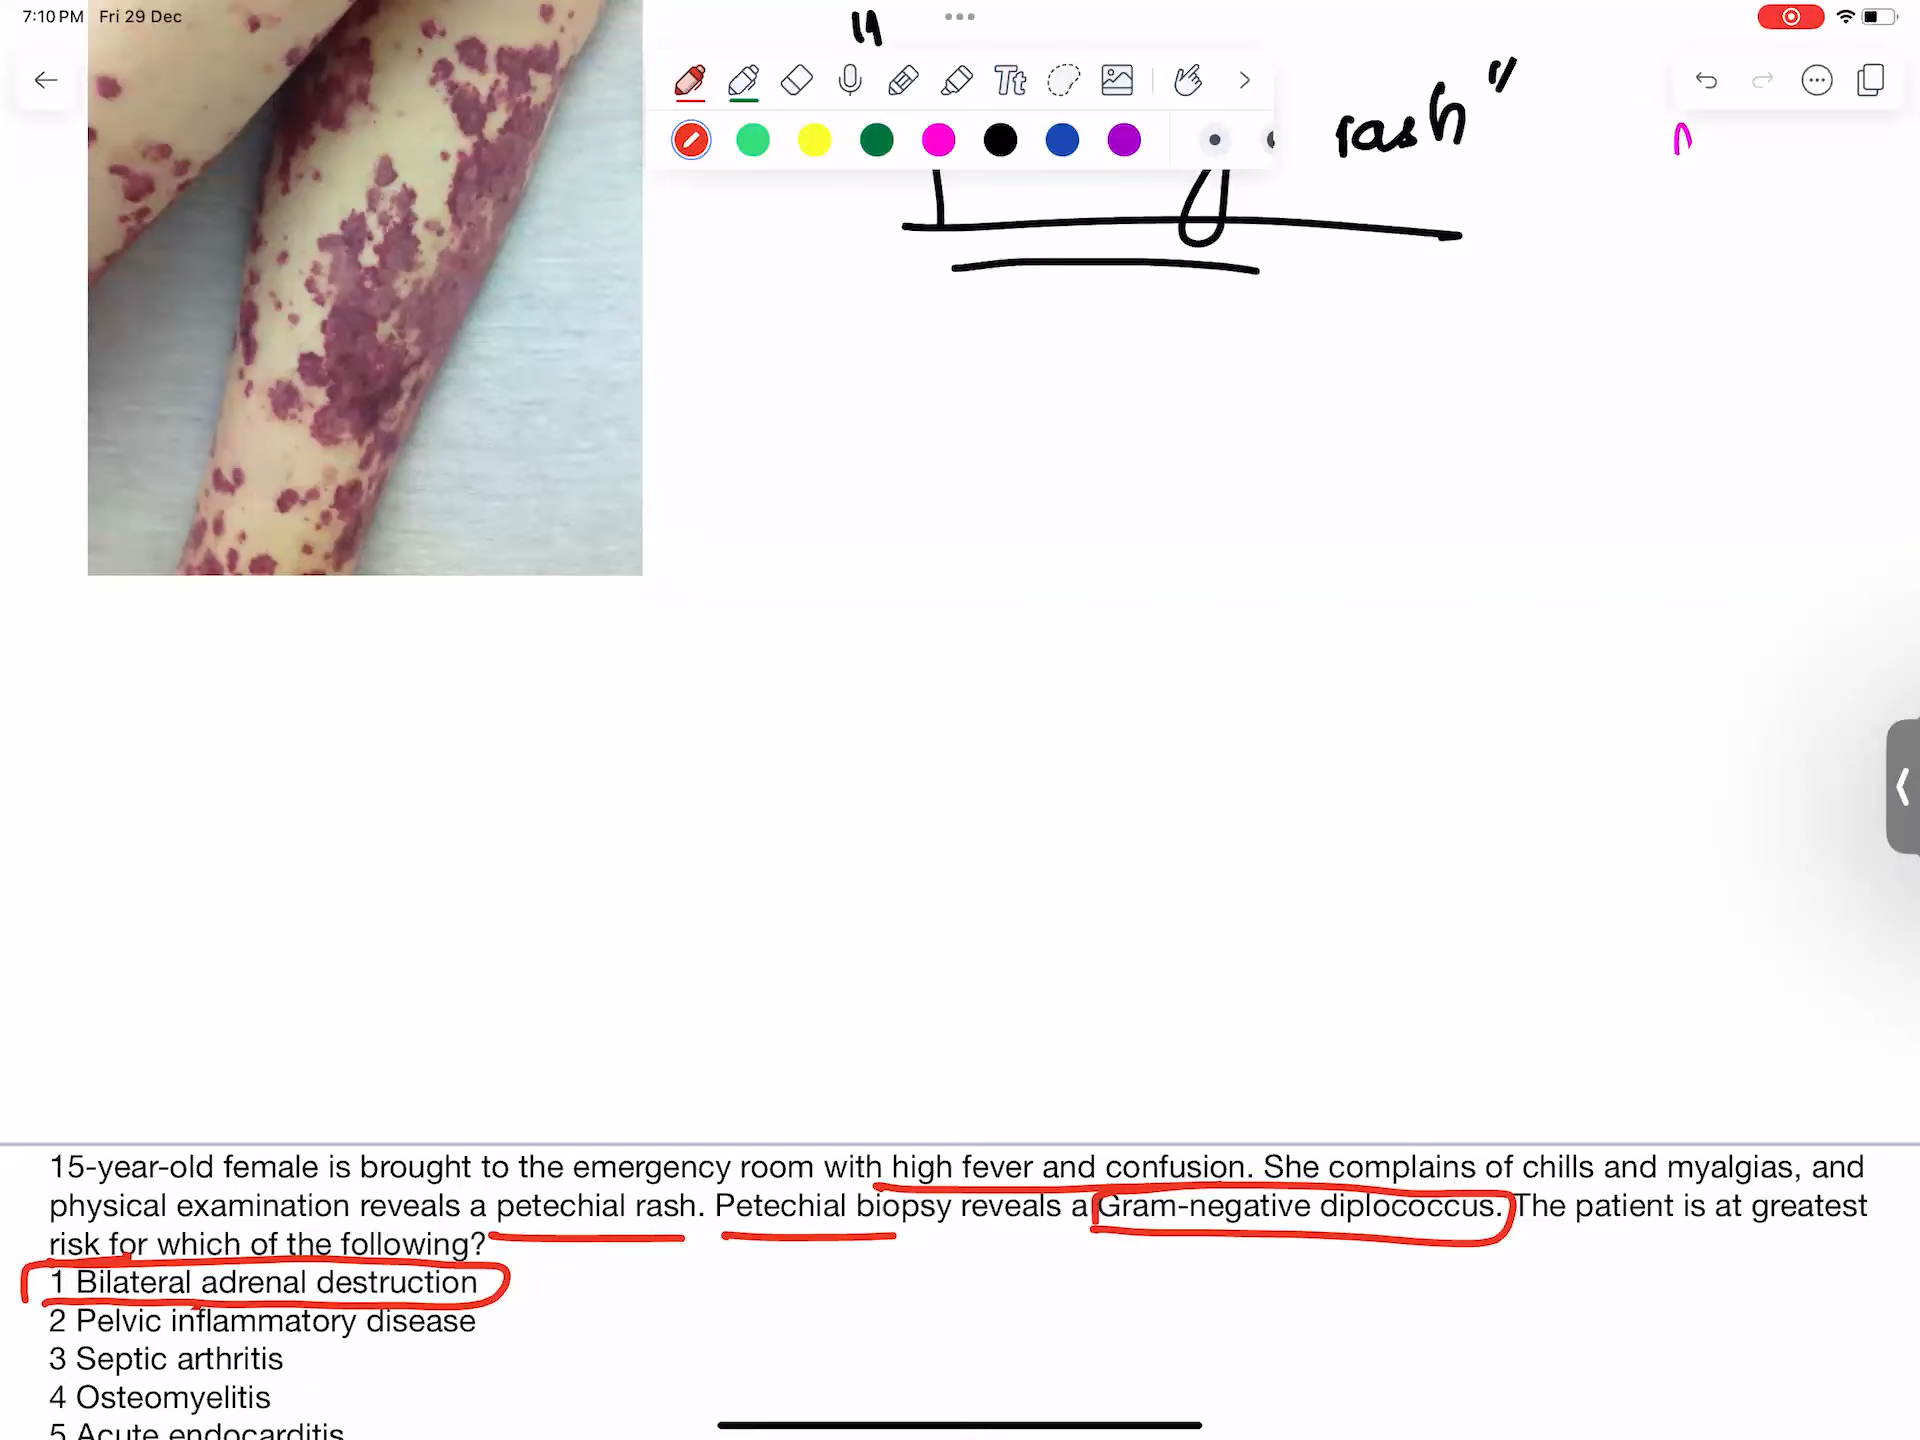 7:10 PM Fri 29 Dec
Tt
rash"
15-year-old female is brought to the emergency room with high fever and confusion. She complains of chills and myalgias, and
physical examination reveals a petechial rash. Petechial biopsy reveals a Gram-negative diplococcus. The patient is at greatest
risk for which of the following?
1 Bilateral adrenal destruction
2 Pelvic inflammatory disease
3 Septic arthritis
4 Osteomyelitis
5 Acute endocarditis